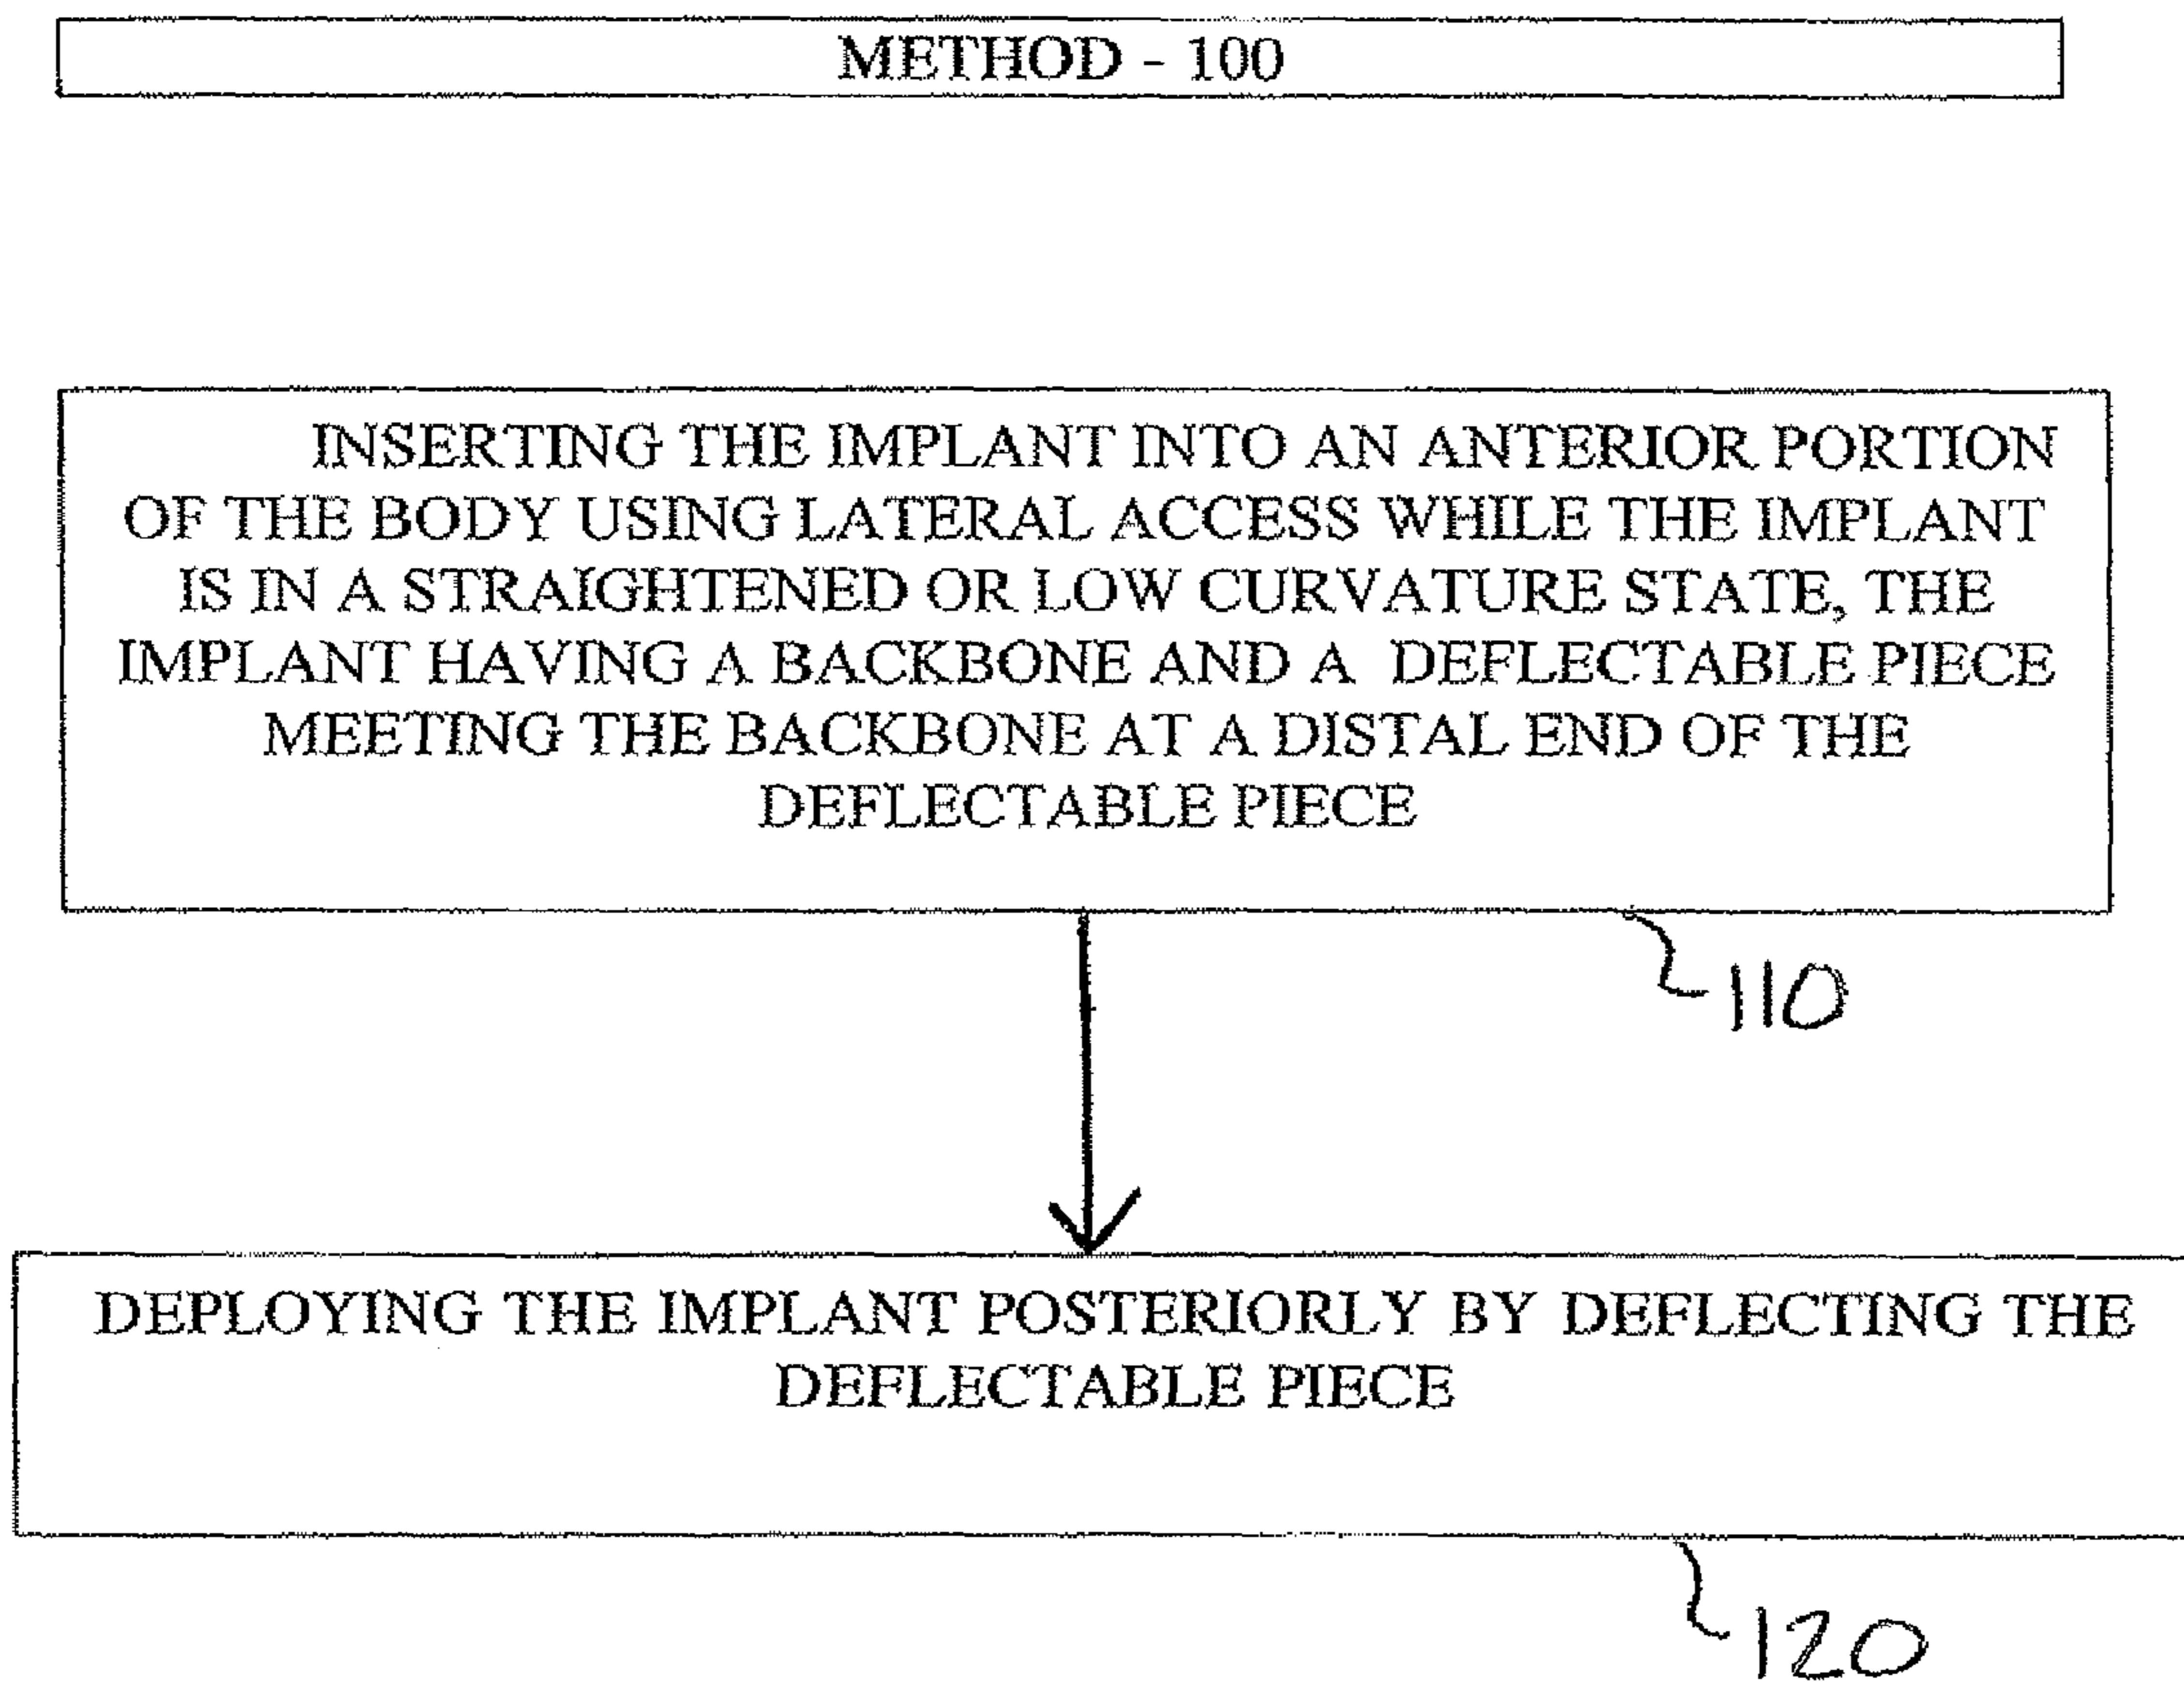 METHOD - 100
INSERTING THE IMPLANT INTO AN ANTERIOR PORTION
OF THE BODY USING LATERAL ACCESS WHILE THE IMPLANT
IS IN A STRAIGHTENED OR LOW CURVATURE STATE, THE
IMPLANT HAVING A BACKBONE AND A DEFLECTABLE PIECE
MEETING THE BACKBONE AT A DISTAL END OF THE
DEFLECTABLE PIECE
110
DEPLOYING THE IMPLANT POSTERIORLY BY DEFLECTING THE
DEFLECTABLE PIECE
120